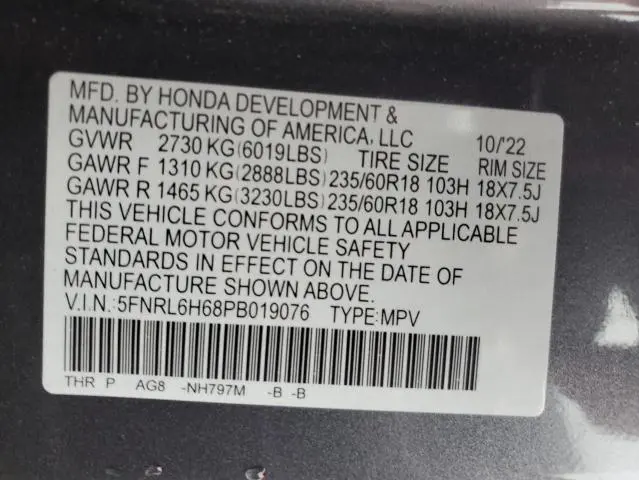 MFD. BY HONDA DEVELOPMENT &
MANUFACTURING OF AMERICA, LLC 10/'22
GVWR 2730 KG(6019LBS) TIRE SIZE RIM SIZE
GAWR F 1310 KG(2888LBS) 235/60R18 103H 18X7.5J
GAWR R 1465 KG(3230LBS) 235/60R18 103H 18X7.5J
THIS VEHICLE CONFORMS TO ALL APPLICABLE
FEDERAL MOTOR VEHICLE SAFETY
STANDARDS IN EFFECT ON THE DATE OF
MANUFACTURE SHOWN ABOVE.
V.I.N.:5FNRL6H68PB019076 TYPE:MPV
THR P AG8 -NH797M -B -B